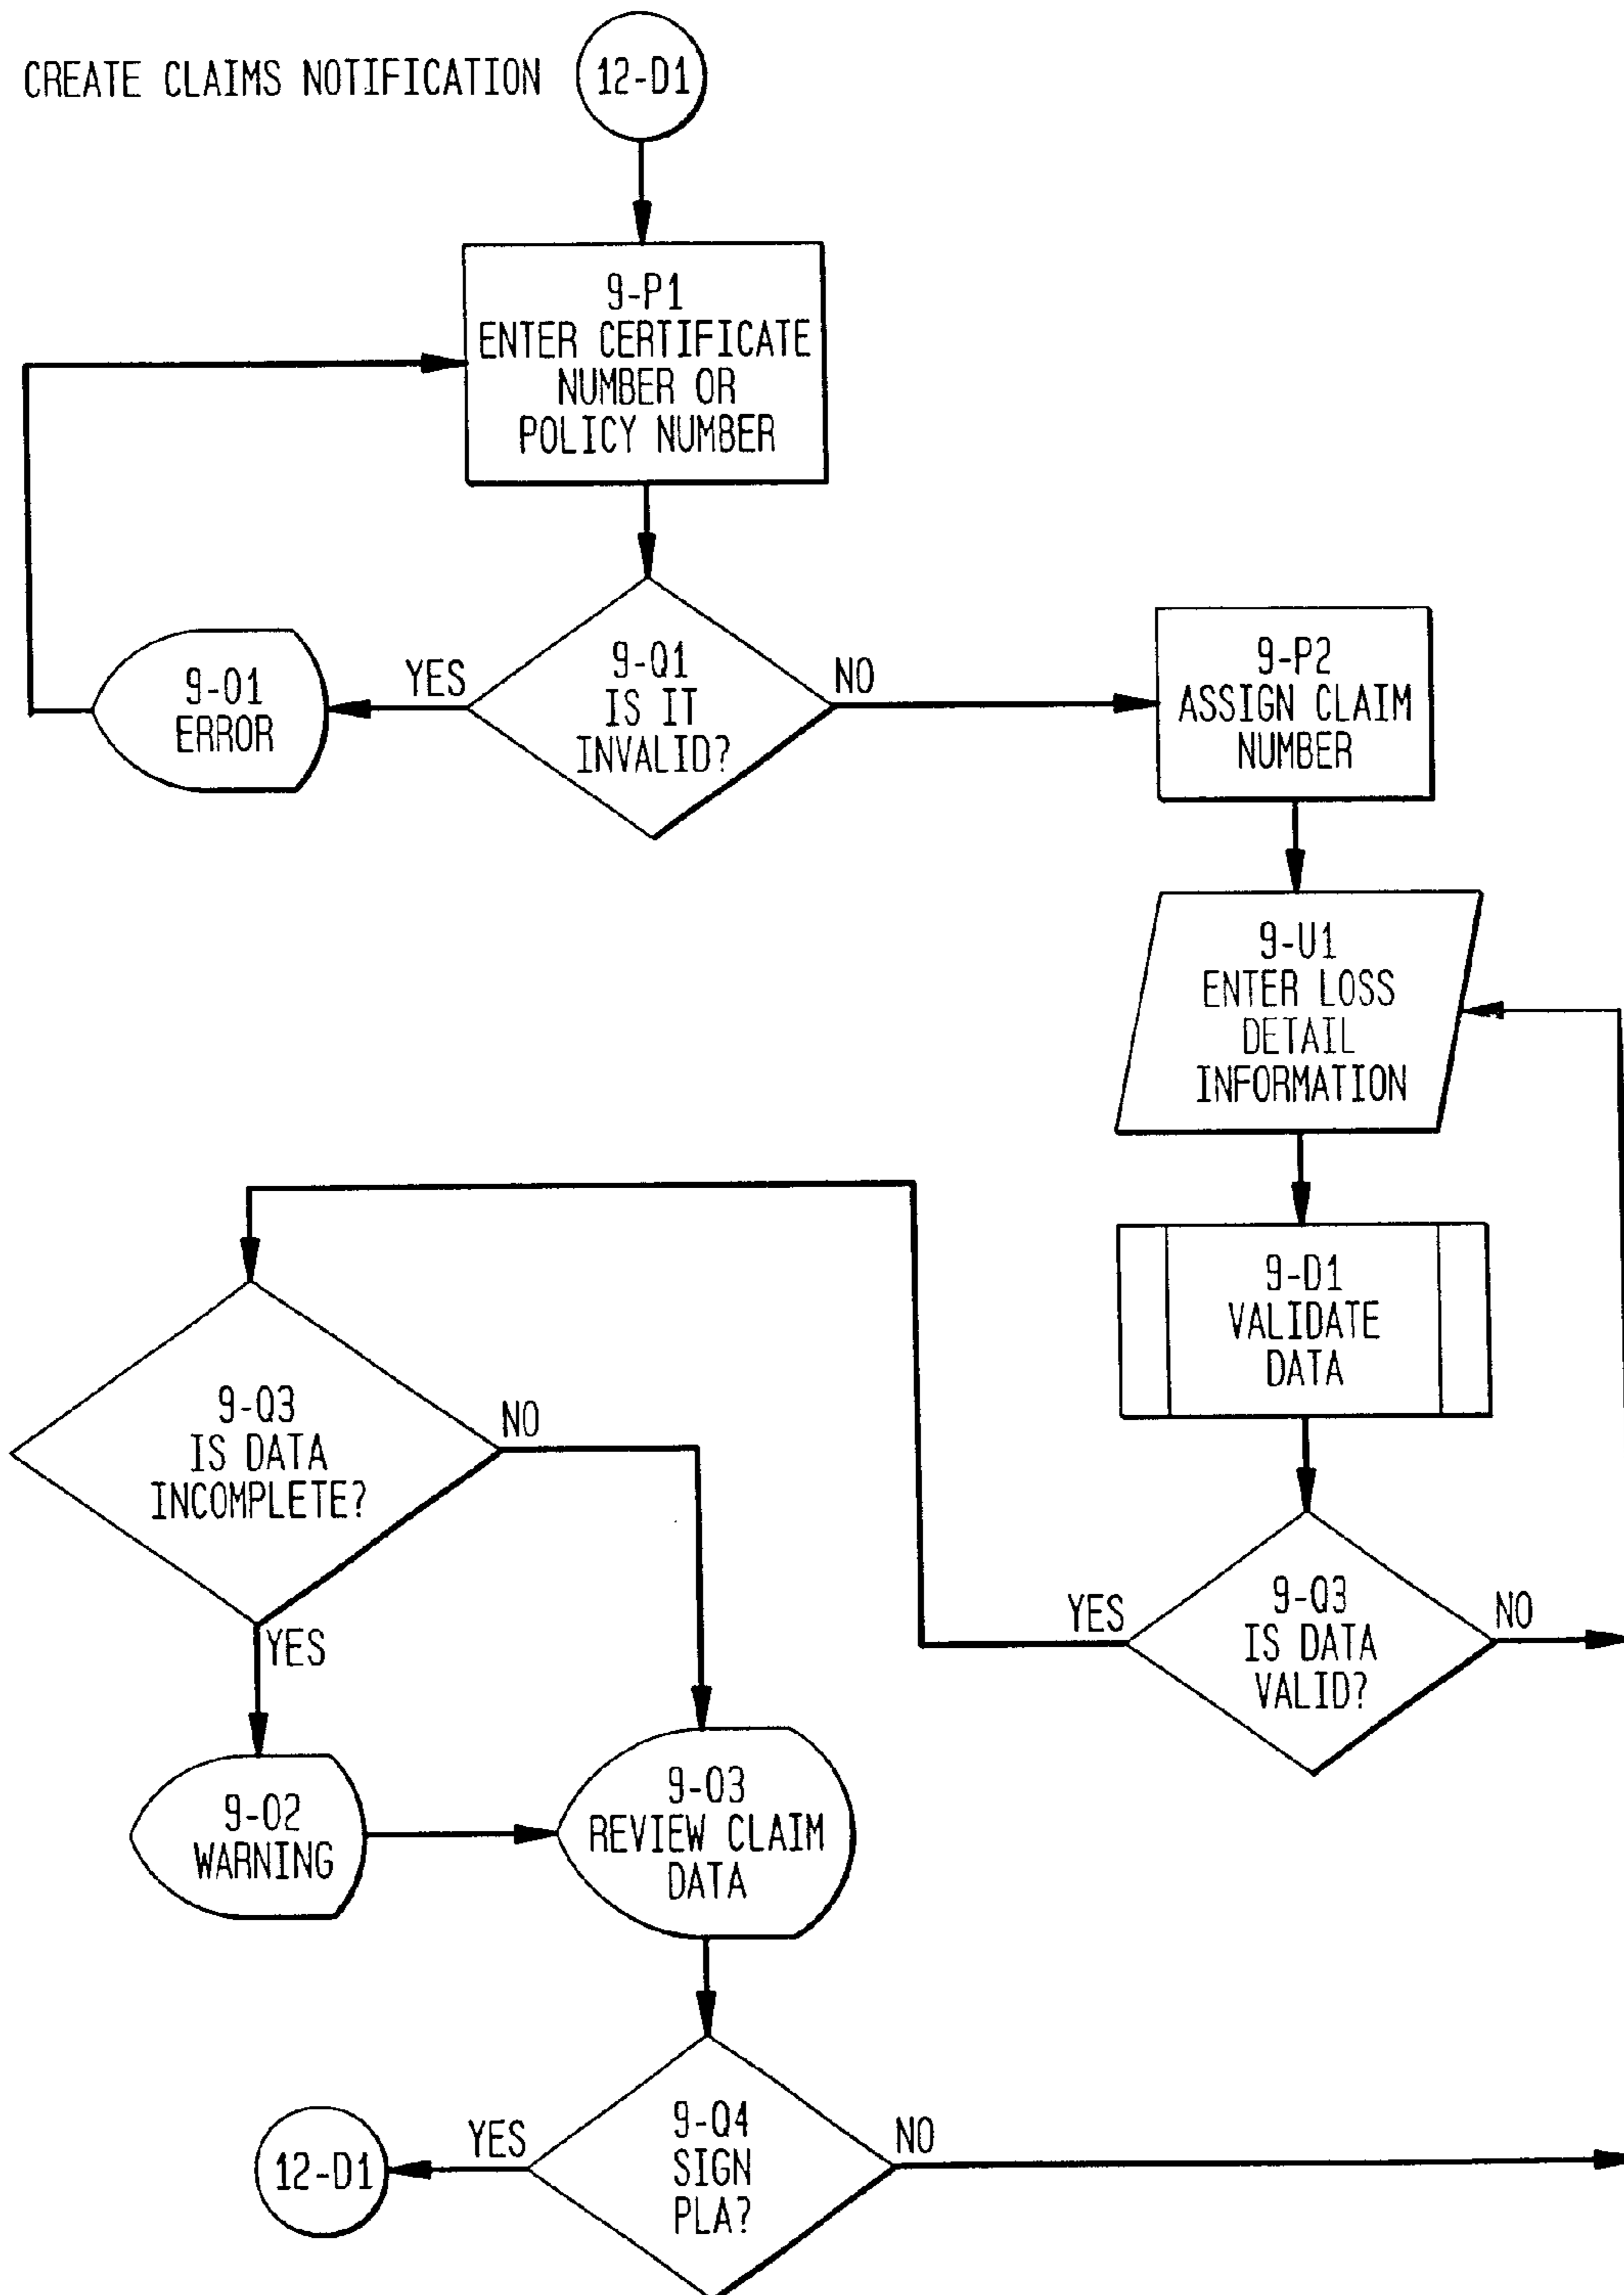 CREATE CLAIMS NOTIFICATION
12-D1
9-P1
ENTER CERTIFICATE
NUMBER OR
POLICY NUMBER
9-Q1
IS IT
INVALID?
YES
NO
9-01
ERROR
9-P2
ASSIGN CLAIM
NUMBER
9-U1
ENTER LOSS
DETAIL
INFORMATION
9-D1
VALIDATE
DATA
9-Q3
IS DATA
VALID?
YES
NO
9-Q3
IS DATA
INCOMPLETE?
NO
YES
9-02
WARNING
9-03
REVIEW CLAIM
DATA
9-Q4
SIGN
PLA?
YES
NO
12-D1